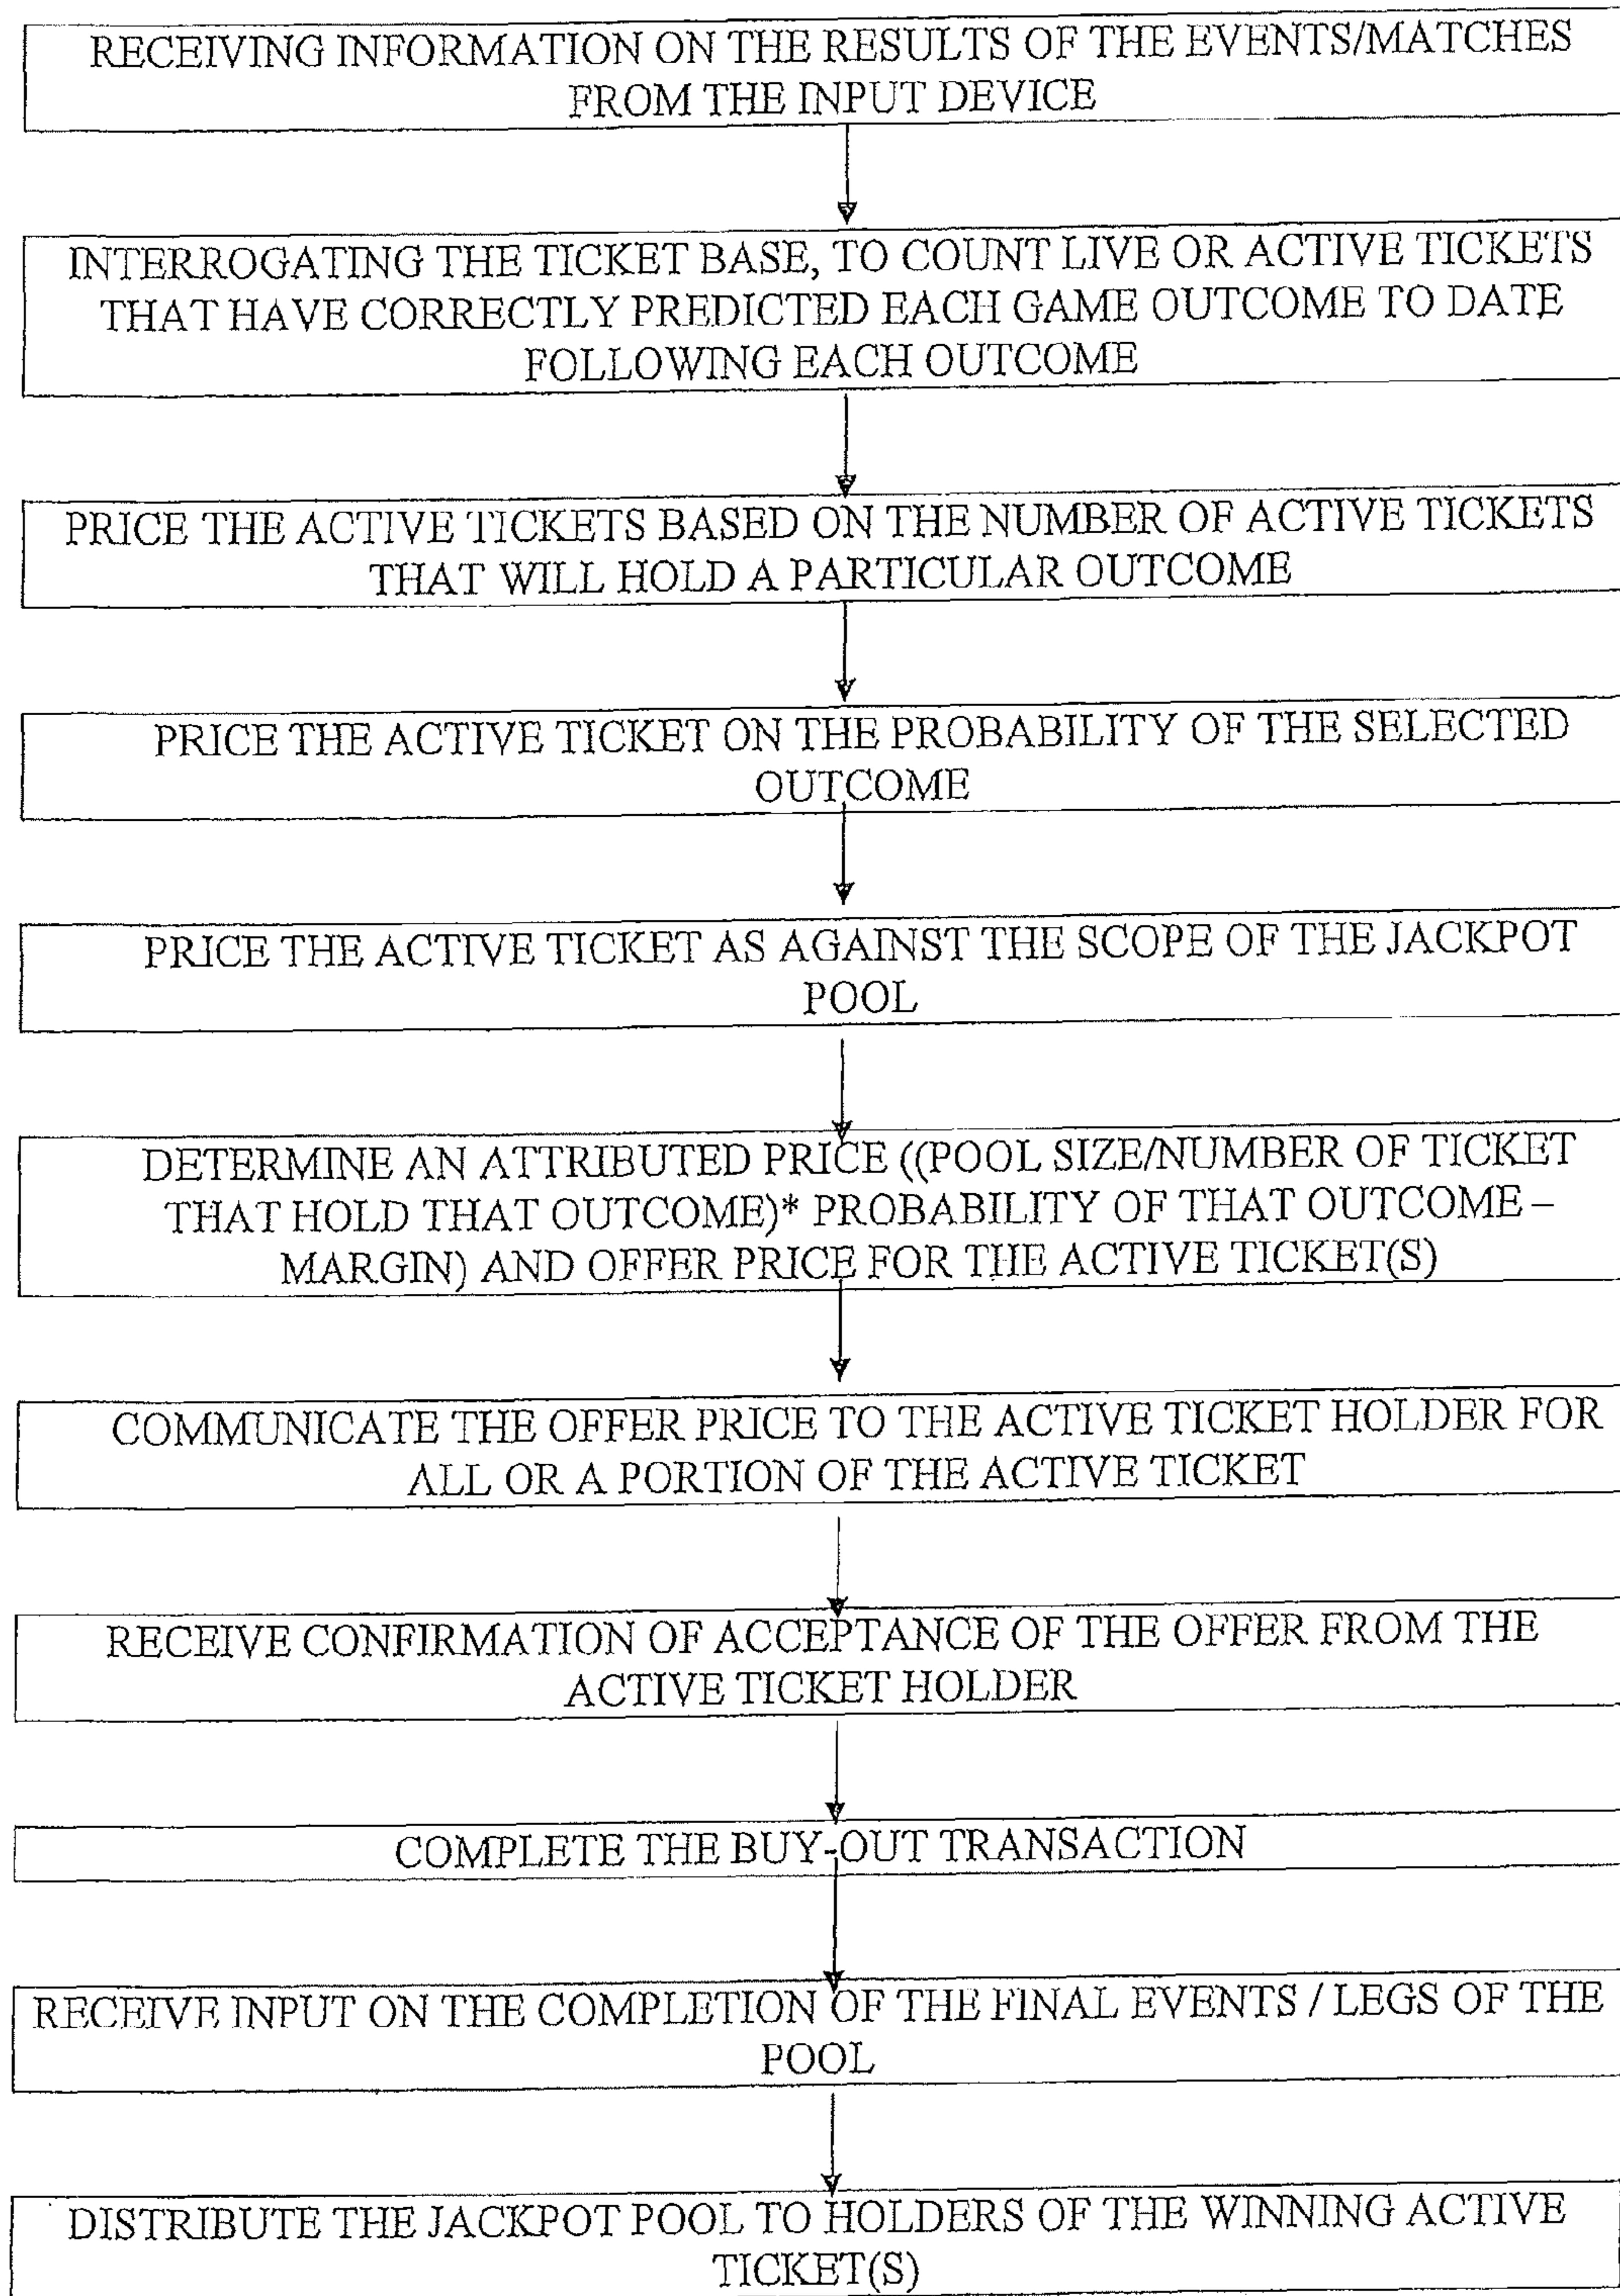 RECEIVING INFORMATION ON THE RESULTS OF THE EVENTS/MATCHES
FROM THE INPUT DEVICE
INTERROGATING THE TICKET BASE, TO COUNT LIVE OR ACTIVE TICKETS
THAT HAVE CORRECTLY PREDICTED EACH GAME OUTCOME TO DATE
FOLLOWING EACH OUTCOME
PRICE THE ACTIVE TICKETS BASED ON THE NUMBER OF ACTIVE TICKETS
THAT WILL HOLD A PARTICULAR OUTCOME
PRICE THE ACTIVE TICKET ON THE PROBABILITY OF THE SELECTED
OUTCOME
PRICE THE ACTIVE TICKET AS AGAINST THE SCOPE OF THE JACKPOT
POOL
DETERMINE AN ATTRIBUTED PRICE ((POOL SIZE/NUMBER OF TICKET
THAT HOLD THAT OUTCOME)* PROBABILITY OF THAT OUTCOME –
MARGIN) AND OFFER PRICE FOR THE ACTIVE TICKET(S)
COMMUNICATE THE OFFER PRICE TO THE ACTIVE TICKET HOLDER FOR
ALL OR A PORTION OF THE ACTIVE TICKET
RECEIVE CONFIRMATION OF ACCEPTANCE OF THE OFFER FROM THE
ACTIVE TICKET HOLDER
COMPLETE THE BUY-OUT TRANSACTION
RECEIVE INPUT ON THE COMPLETION OF THE FINAL EVENTS / LEGS OF THE
POOL
DISTRIBUTE THE JACKPOT POOL TO HOLDERS OF THE WINNING ACTIVE
TICKET(S)